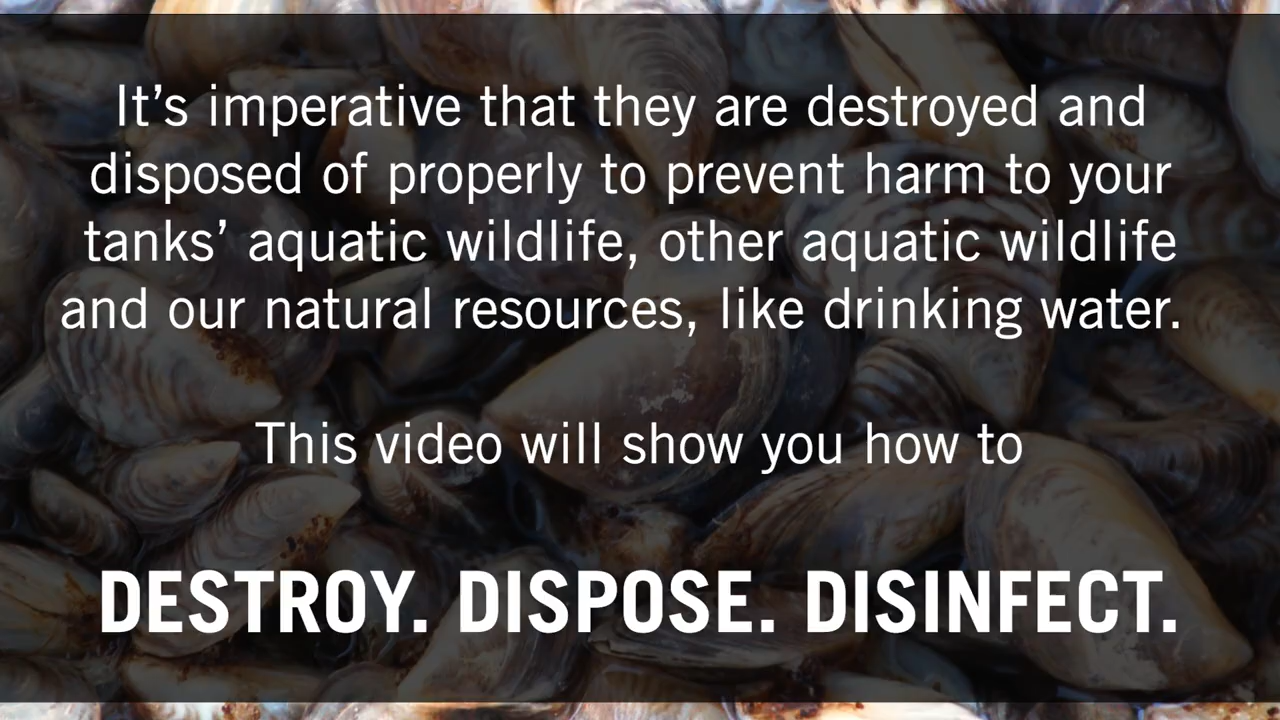 It’s imperative that they are destroyed and
disposed of properly to prevent harm to your
tanks’ aquatic wildlife, other aquatic wildlife
and our natural resources, like drinking water.
This video will show you how to
DESTROY. DISPOSE. DISINFECT.